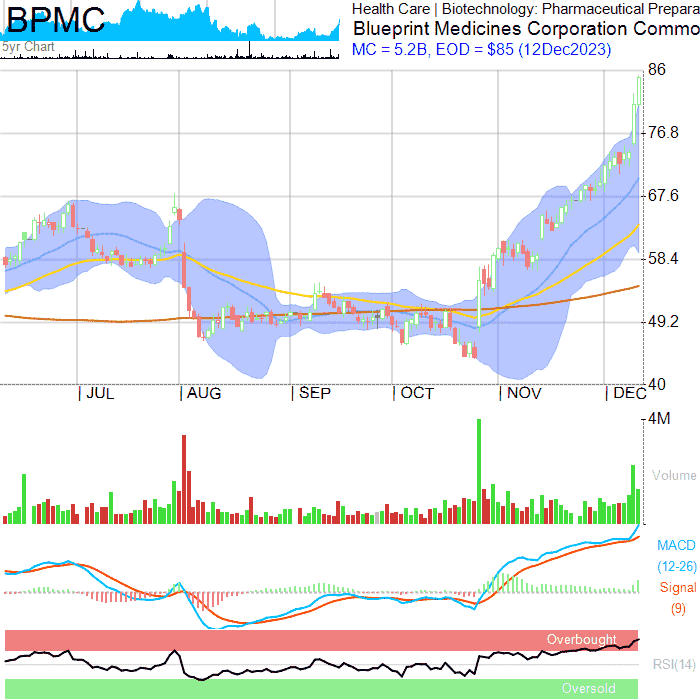 BPMC
5yr Chart
Health Care | Biotechnology: Pharmaceutical Prepara
Blueprint Medicines Corporation Commo
MC = 5.2B, EOD = $85 (12Dec2023)
86
76.8
67.6
58.4
49.2
40
JUL
AUG
SEP
OCT
NOV
DEC
4M
Volume
MACD
(12-26)
Signal
(9)
Overbought
RSI(14)
Oversold